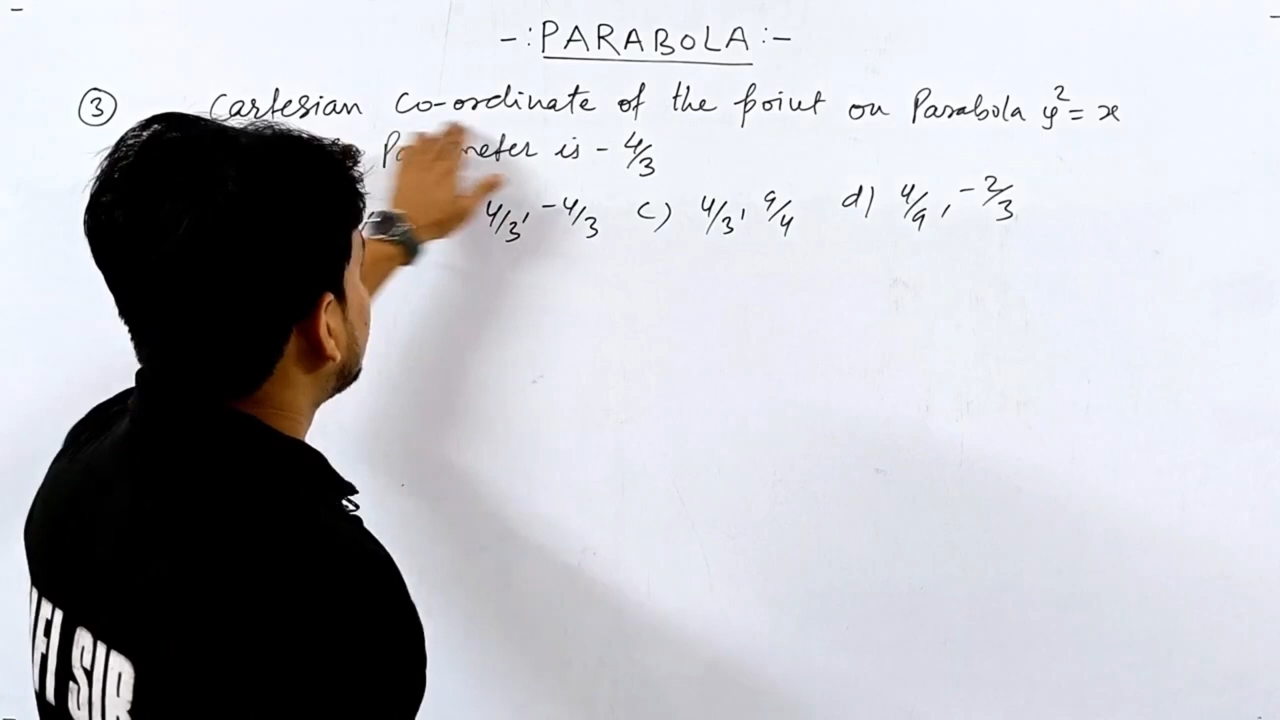 -:PARABOLA:-
③ Cartesian Co-ordinate of the point on Parabola y²=x
is - 4/3
4/3, -4/3 c) 4/3, 9/4 d) 4/9, -2/3
SIR